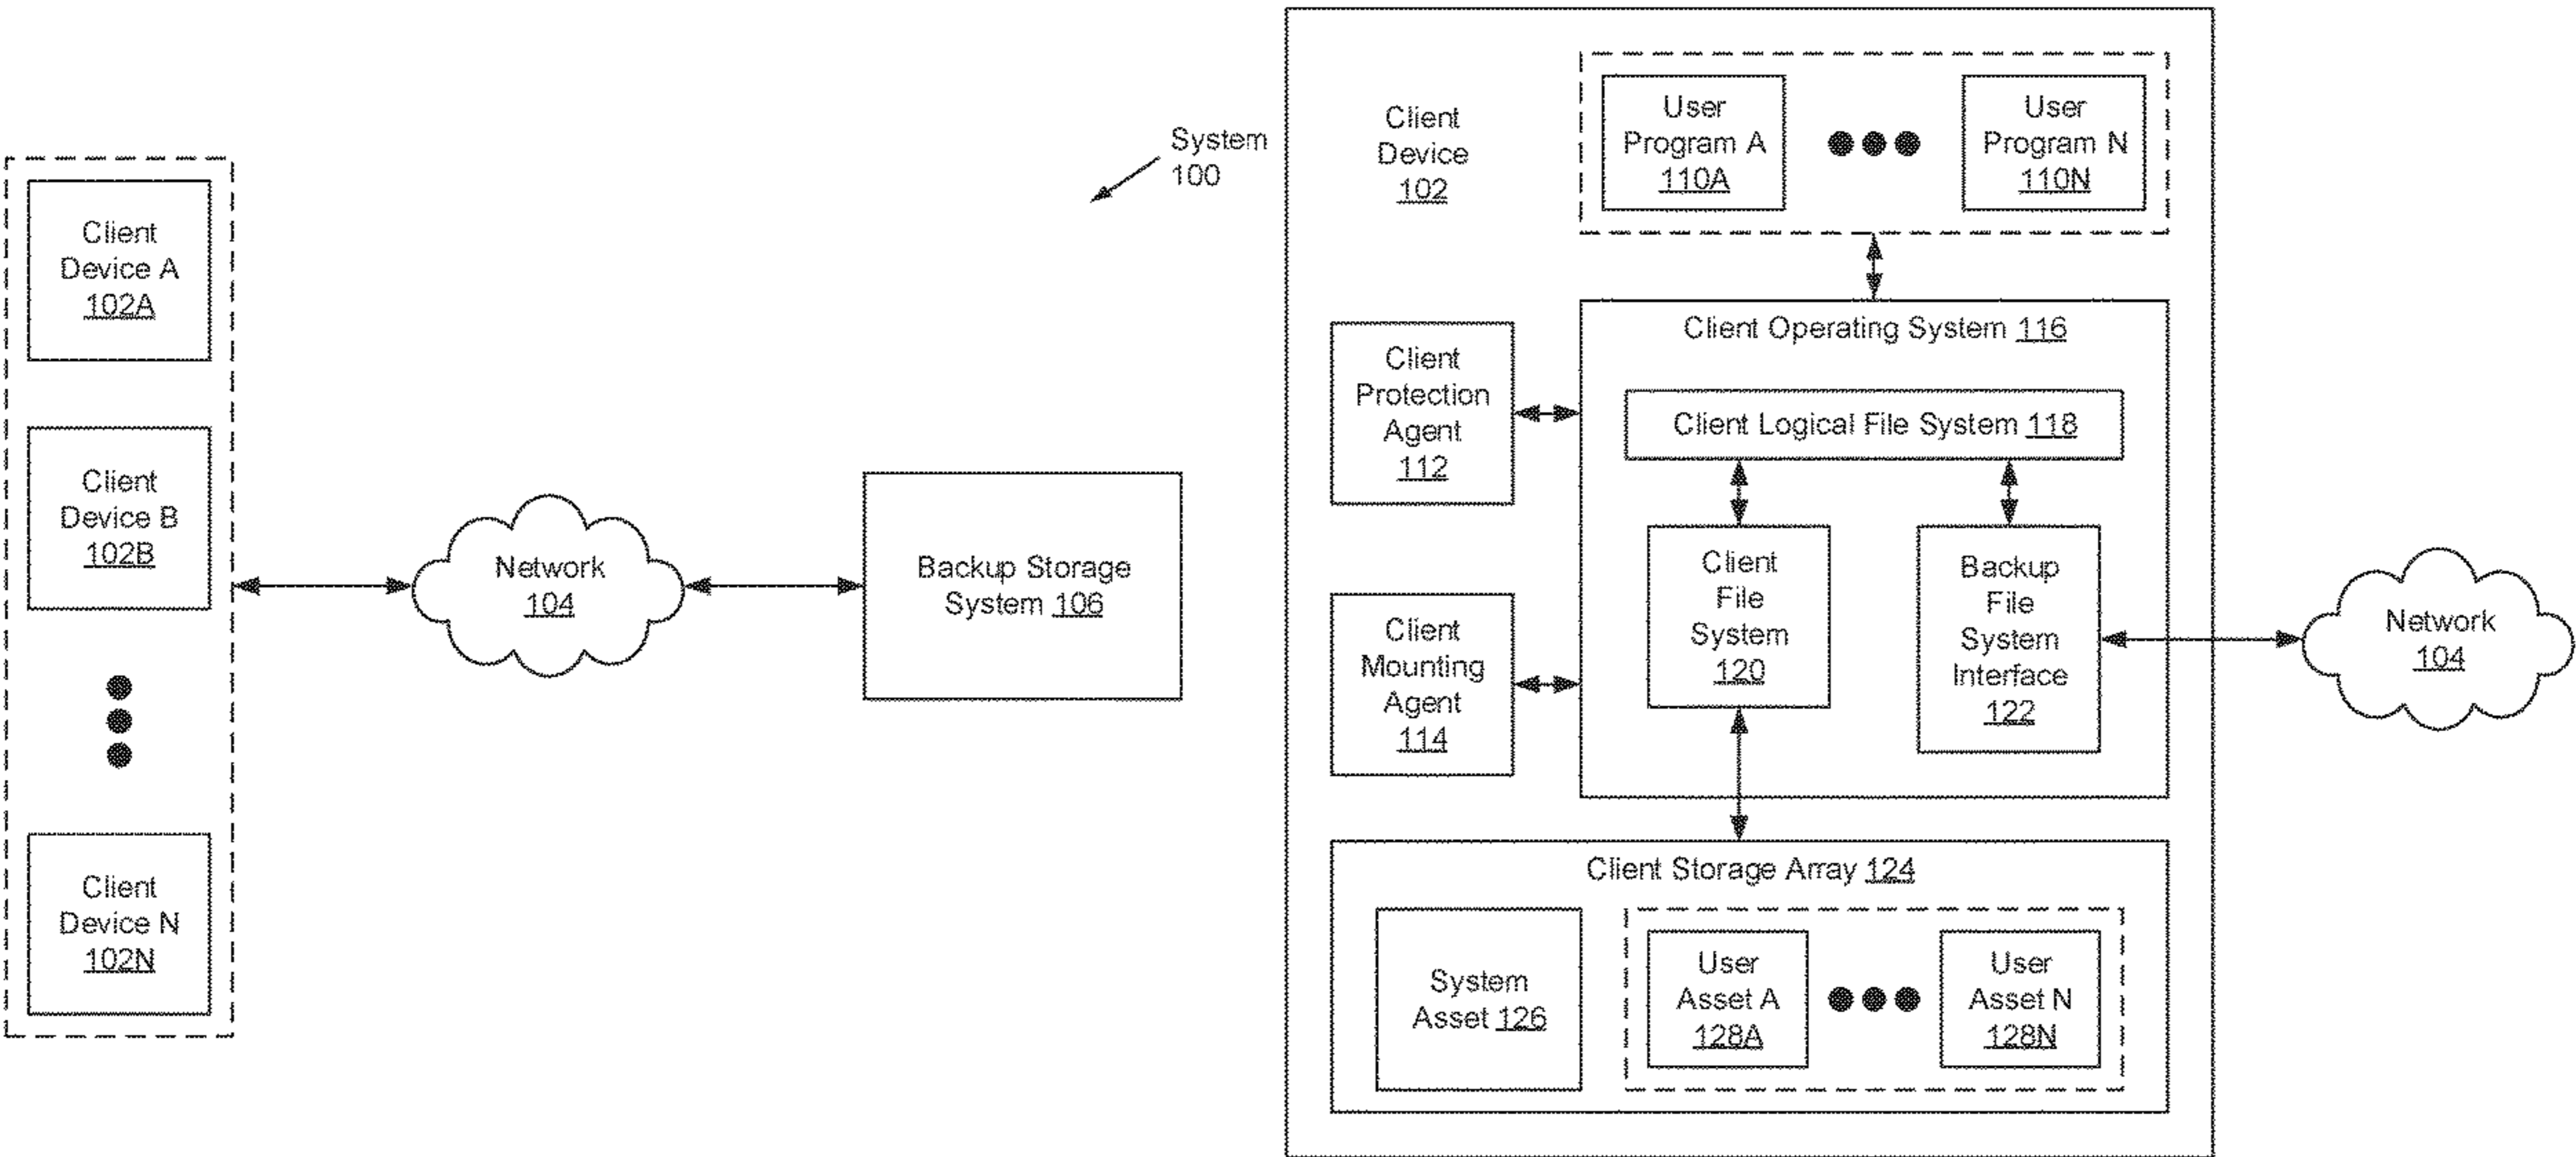 System
100
Client
Device A
102A
Client
Device B
102B
Client
Device N
102N
Network
104
Backup Storage
System 106
Client
Device
102
User
Program A
110A
User
Program N
110N
Client
Protection
Agent
112
Client
Mounting
Agent
114
Client Operating System 116
Client Logical File System 118
Client
File
System
120
Backup
File
System
Interface
122
Network
104
Client Storage Array 124
System
Asset 126
User
Asset A
128A
User
Asset N
128N